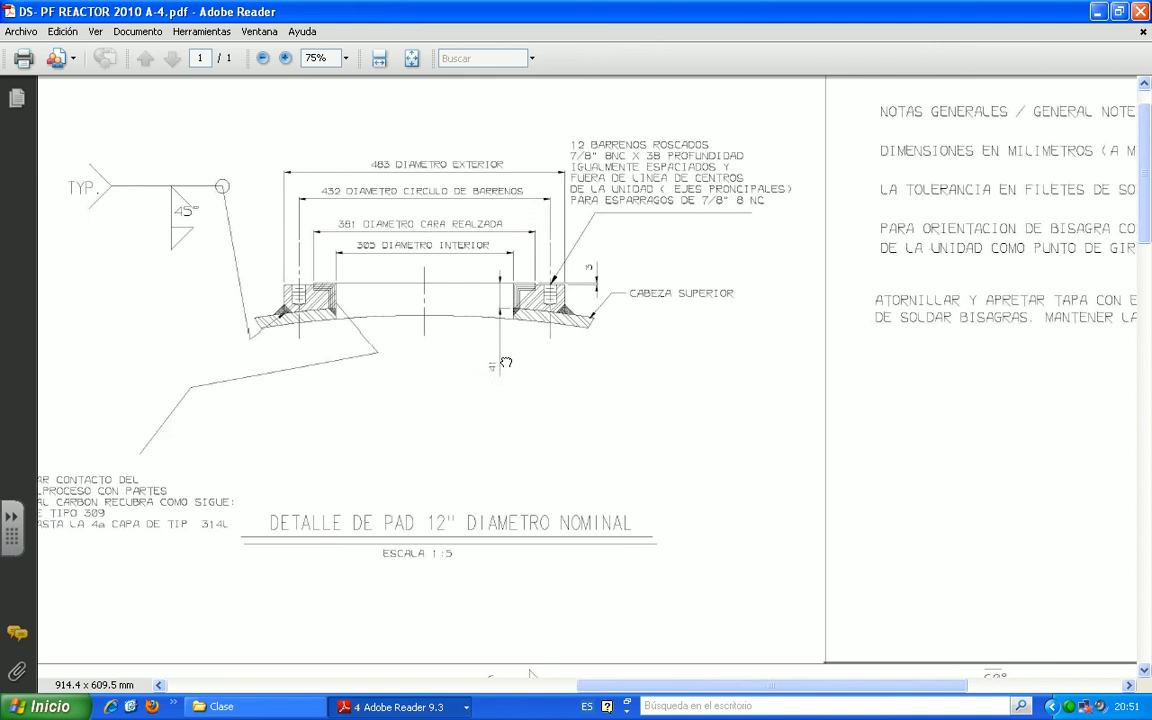 DS- PF REACTOR 2010 A-4.pdf - Adobe Reader
Archivo Edición Ver Documento Herramientas Ventana Ayuda
1 / 1 75% Buscar
483 DIAMETRO EXTERIOR
432 DIAMETRO CIRCULO DE BARRENOS
381 DIAMETRO CARA REALZADA
305 DIAMETRO INTERIOR
12 BARRENOS ROSCADOS
7/8" 8NC X 38 PROFUNDIDAD
IGUALMENTE ESPACIADOS Y
FUERA DE LINEA DE CENTROS
DE LA UNIDAD ( EJES PRONCIPALES)
PARA ESPARRAGOS DE 7/8" 8 NC
TYP.
45°
CABEZA SUPERIOR
41
AR CONTACTO DEL
LPROCESO CON PARTES
AL CARBON RECUBRA COMO SIGUE:
E TIPO 309
ASTA LA 4a CAPA DE TIP 314L
DETALLE DE PAD 12" DIAMETRO NOMINAL
ESCALA 1:5
NOTAS GENERALES / GENERAL NOTE
DIMENSIONES EN MILIMETROS (A M
LA TOLERANCIA EN FILETES DE SO
PARA ORIENTACION DE BISAGRA CO
DE LA UNIDAD COMO PUNTO DE GIR
ATORNILLAR Y APRETAR TAPA CON E
DE SOLDAR BISAGRAS. MANTENER LA
914.4 x 609.5 mm
Inicio Clase 4 Adobe Reader 9.3 ES Búsqueda en el escritorio 20:51